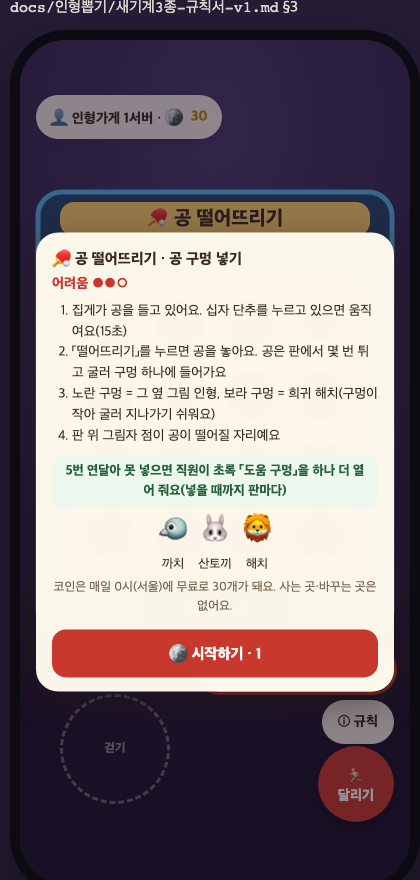 docs/인형뽑기/새기계3종-규칙서-v1.md §3
인형가게 1서버 · 30
공 떨어뜨리기
공 떨어뜨리기 · 공 구멍 넣기
어려움 ●●○
1. 집게가 공을 들고 있어요. 십자 단추를 누르고 있으면 움직
여요(15초)
2. 「떨어뜨리기」를 누르면 공을 놓아요. 공은 판에서 몇 번 튀
고 굴러 구멍 하나에 들어가요
3. 노란 구멍 = 그 옆 그림 인형, 보라 구멍 = 희귀 해치(구멍이
작아 굴러 지나가기 쉬워요)
4. 판 위 그림자 점이 공이 떨어질 자리예요
5번 연달아 못 넣으면 직원이 초록 「도움 구멍」을 하나 더 열
어 줘요(넣을 때까지 판마다)
까치 산토끼 해치
코인은 매일 0시(서울)에 무료로 30개가 돼요. 사는 곳·바꾸는 곳은
없어요.
시작하기 · 1
걷기
ⓘ 규칙
달리기